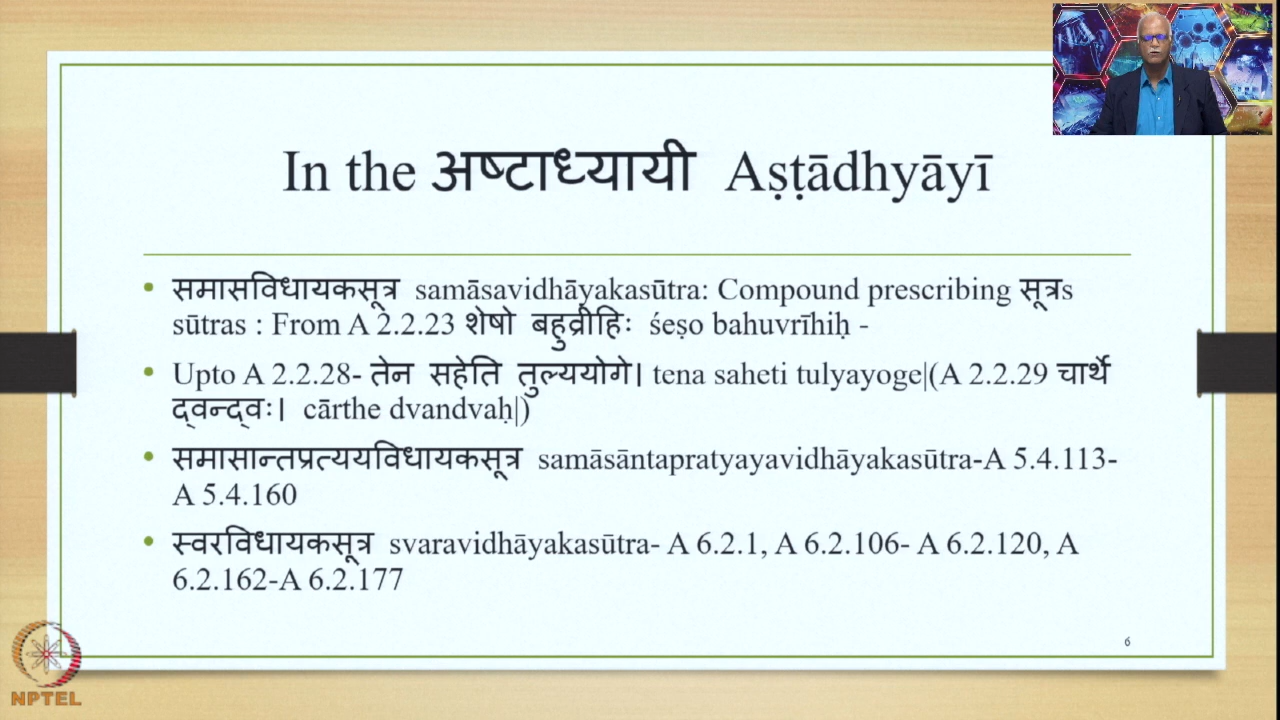 In the अष्टाध्यायी Aṣṭādhyāyī
• समासविधायकसूत्र samāsavidhāyakasūtra: Compound prescribing सूत्रs
sūtras : From A 2.2.23 शेषो बहुव्रीहिः śeṣo bahuvrīhiḥ -
• Upto A 2.2.28- तेन सहेति तुल्ययोगे। tena saheti tulyayoge|(A 2.2.29 चार्थे
द्वन्द्वः। cārthe dvandvaḥ|)
• समासान्तप्रत्ययविधायकसूत्र samāsāntapratyayavidhāyakasūtra-A 5.4.113-
A 5.4.160
• स्वरविधायकसूत्र svaravidhāyakasūtra- A 6.2.1, A 6.2.106- A 6.2.120, A
6.2.162-A 6.2.177
6
NPTEL